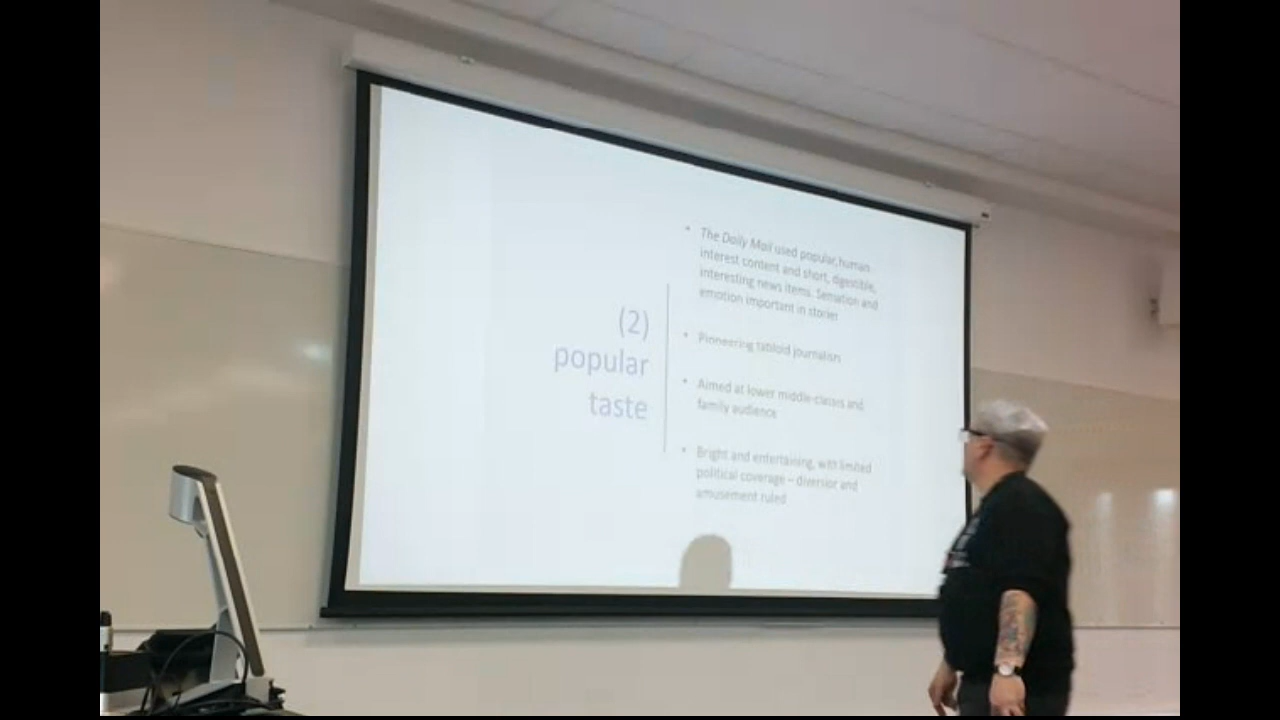 (2)
popular
taste
• The Daily Mail used popular, human
interest content and short, digestible,
interesting news items. Sensation and
emotion important in stories
• Pioneering tabloid journalism
• Aimed at lower middle-classes and
family audience
• Bright and entertaining, with limited
political coverage – diversion and
amusement ruled